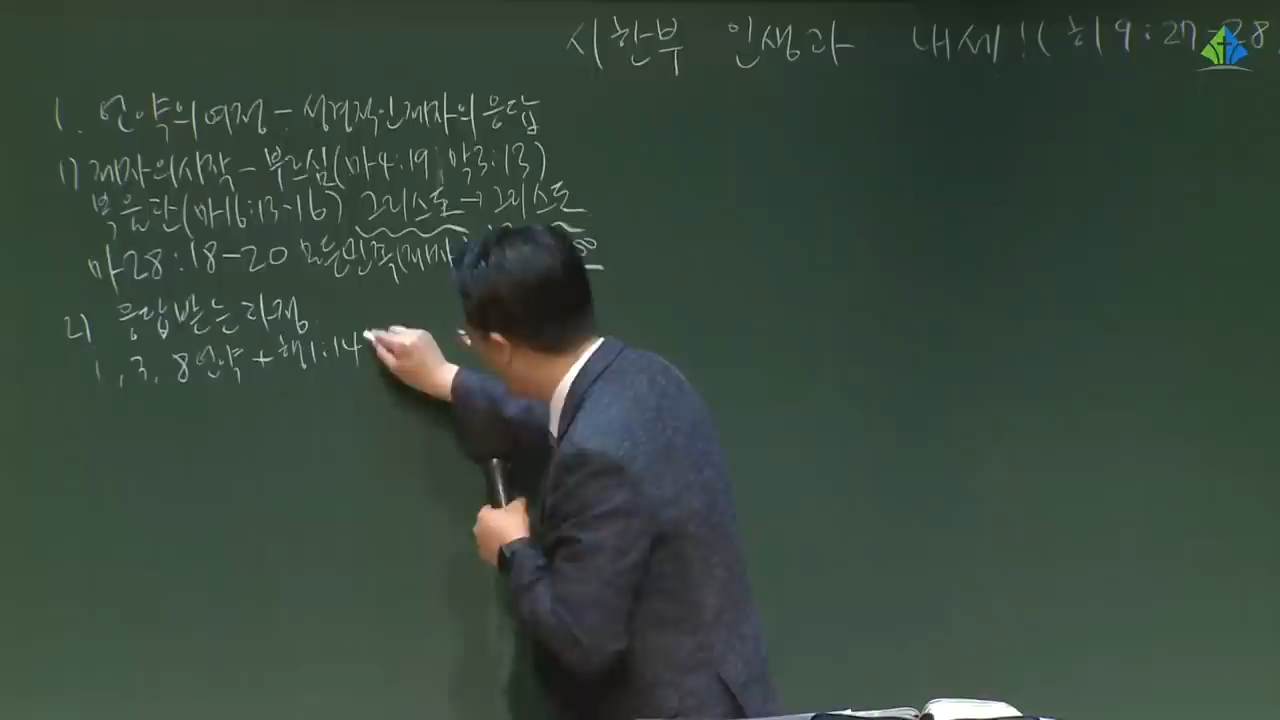 시한부 인생과 내세!(히9:27-28
1. 언약의 여정 - 성경적인 제자의 응답
1) 제자의 시작 - 부르심(마4:19, 막3:13)
복음관(마16:13-16) 그리스도→그리스도
마28:18-20 모든민족(제자
2) 응답받는 과정
1, 3, 8언약 + 행1:14